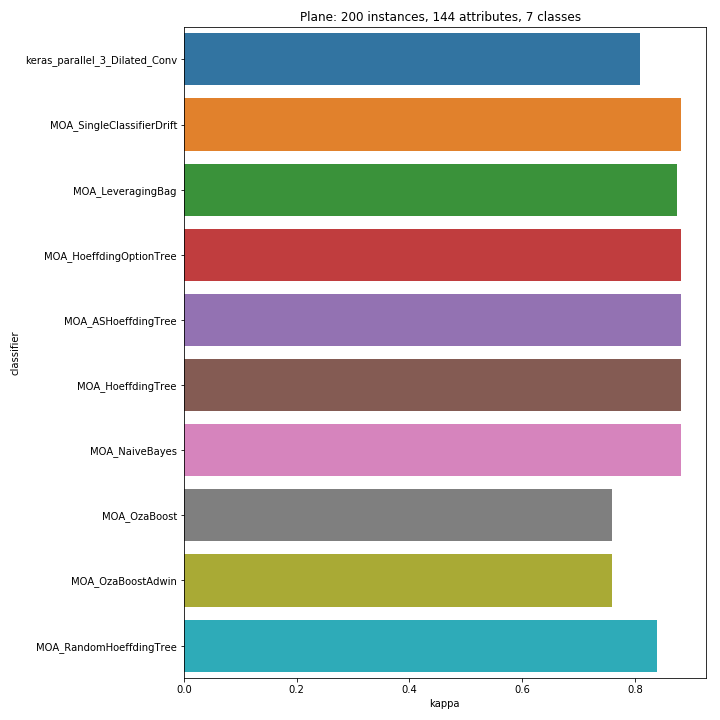 Plane: 200 instances, 144 attributes, 7 classes
keras_parallel_3_Dilated_Conv
MOA_SingleClassifierDrift
MOA_LeveragingBag
MOA_HoeffdingOptionTree
MOA_ASHoeffdingTree
classifier
MOA_HoeffdingTree
MOA_NaiveBayes
MOA_OzaBoost
MOA_OzaBoostAdwin
MOA_RandomHoeffdingTree
0.0 0.2 0.4 0.6 0.8
kappa